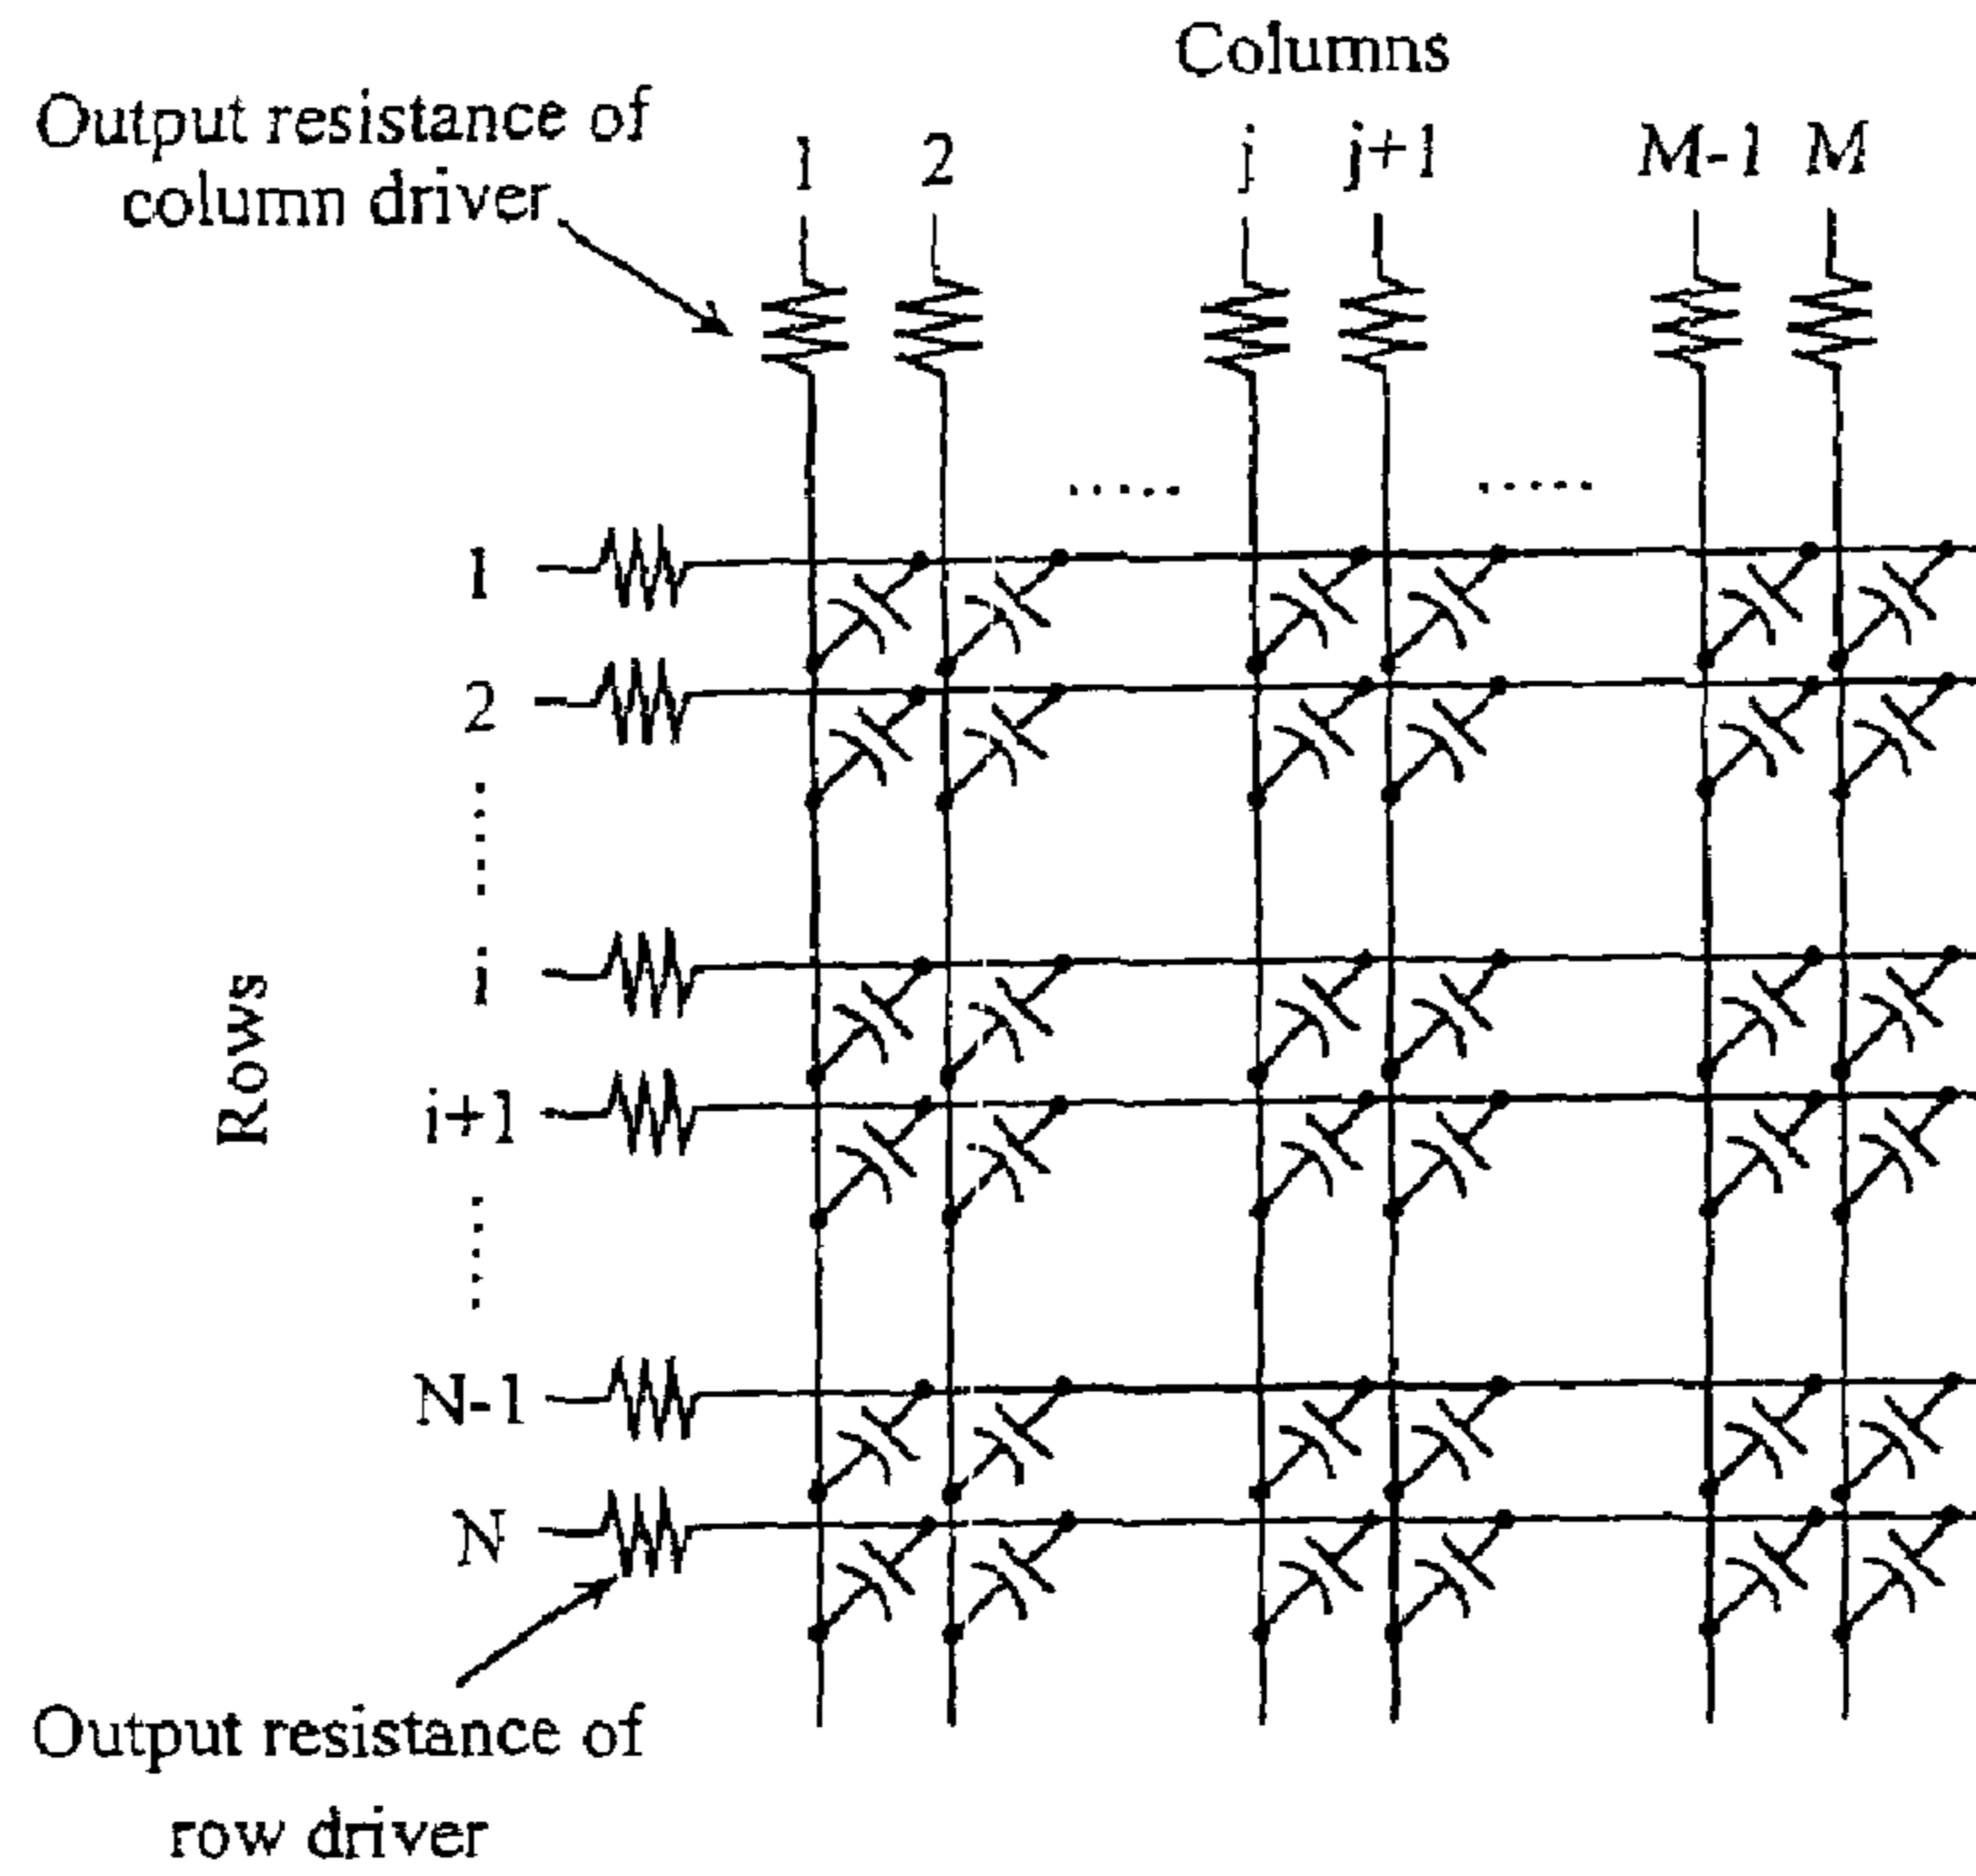 Columns
Output resistance of
column driver
1 2 j j+1 M-1 M
1
2
i
Rows
i+1
N-1
N
Output resistance of
row driver